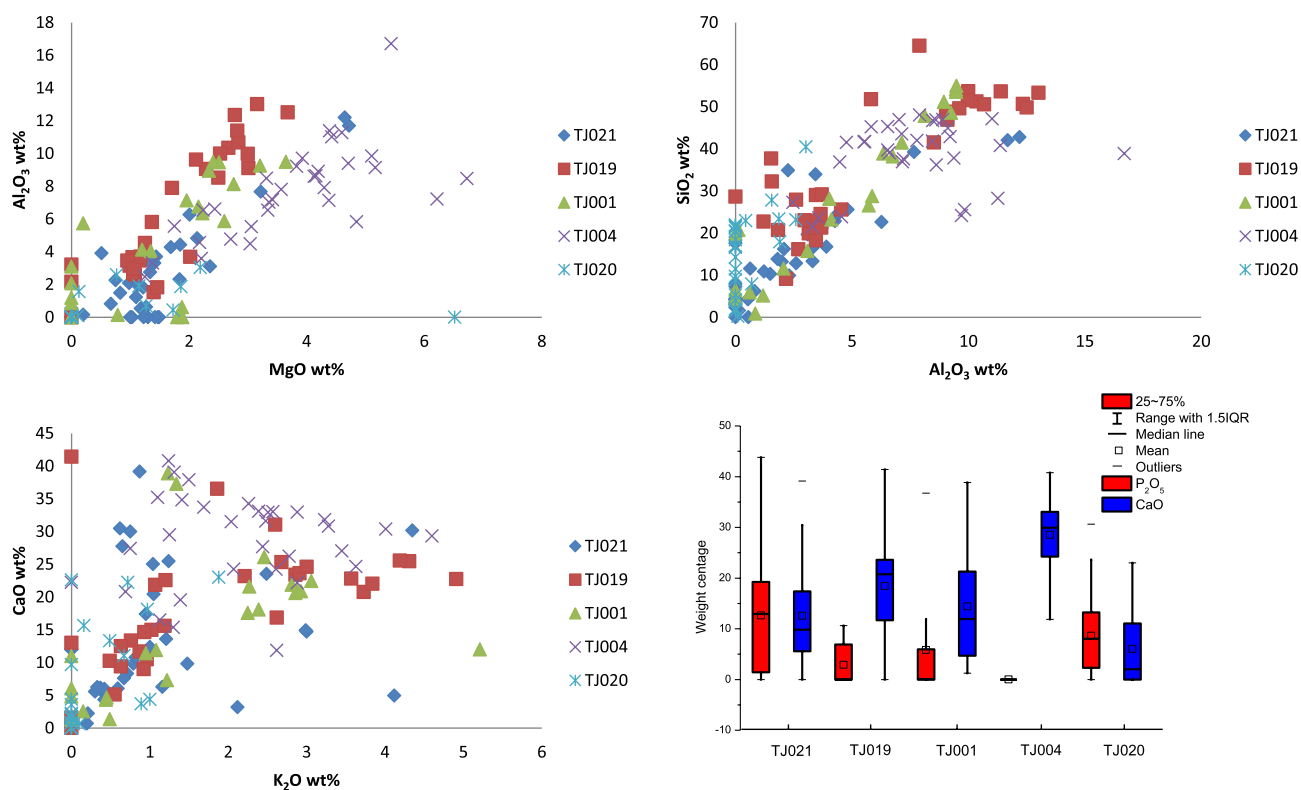 Al₂O₃ wt%
18
16
14
12
10
8
6
4
2
0
0 2 4 6 8
MgO wt%
TJ021
TJ019
TJ001
TJ004
TJ020
SiO₂ wt%
70
60
50
40
30
20
10
0
0 5 10 15 20
Al₂O₃ wt%
TJ021
TJ019
TJ001
TJ004
TJ020
CaO wt%
45
40
35
30
25
20
15
10
5
0
0 1 2 3 4 5 6
K₂O wt%
TJ021
TJ019
TJ001
TJ004
TJ020
25~75%
Range with 1.5IQR
Median line
Mean
Outliers
P₂O₅
CaO
Weight centage
50
40
30
20
10
0
-10
TJ021 TJ019 TJ001 TJ004 TJ020